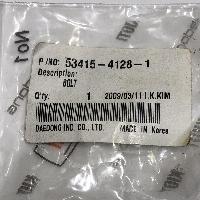 P/NO: 53415-4128-1
Description:
BOLT
Q'ty. 1 2009/03/11 I.K.KIM
DAEDONG IND. CO., LTD. MADE IN Korea